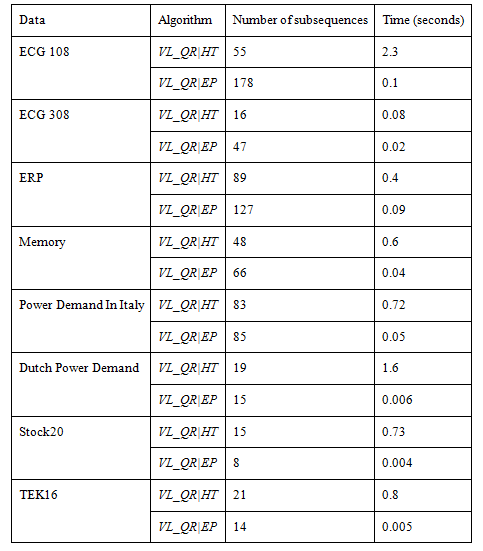 Data Algorithm Number of subsequences Time (seconds)
ECG 108 VL_QR|HT 55 2.3
VL_QR|EP 178 0.1
ECG 308 VL_QR|HT 16 0.08
VL_QR|EP 47 0.02
ERP VL_QR|HT 89 0.4
VL_QR|EP 127 0.09
Memory VL_QR|HT 48 0.6
VL_QR|EP 66 0.04
Power Demand In Italy VL_QR|HT 83 0.72
VL_QR|EP 85 0.05
Dutch Power Demand VL_QR|HT 19 1.6
VL_QR|EP 15 0.006
Stock20 VL_QR|HT 15 0.73
VL_QR|EP 8 0.004
TEK16 VL_QR|HT 21 0.8
VL_QR|EP 14 0.005